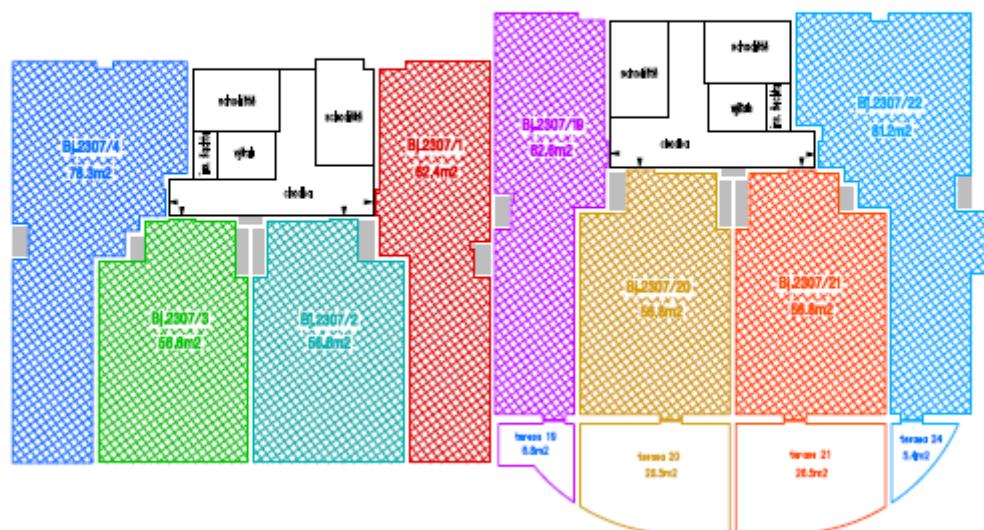 Bj.2307/4
78.3m2
schodiště
výtah
schodiště
chodba
Bj.2307/1
62.4m2
Bj.2307/3
56.8m2
Bj.2307/2
56.8m2
Bj.2307/19
62.8m2
schodiště
schodiště
výtah
chodba
Bj.2307/22
81.2m2
Bj.2307/20
56.8m2
Bj.2307/21
56.8m2
terasa 19
6.8m2
terasa 20
26.5m2
terasa 21
26.5m2
terasa 24
5.4m2